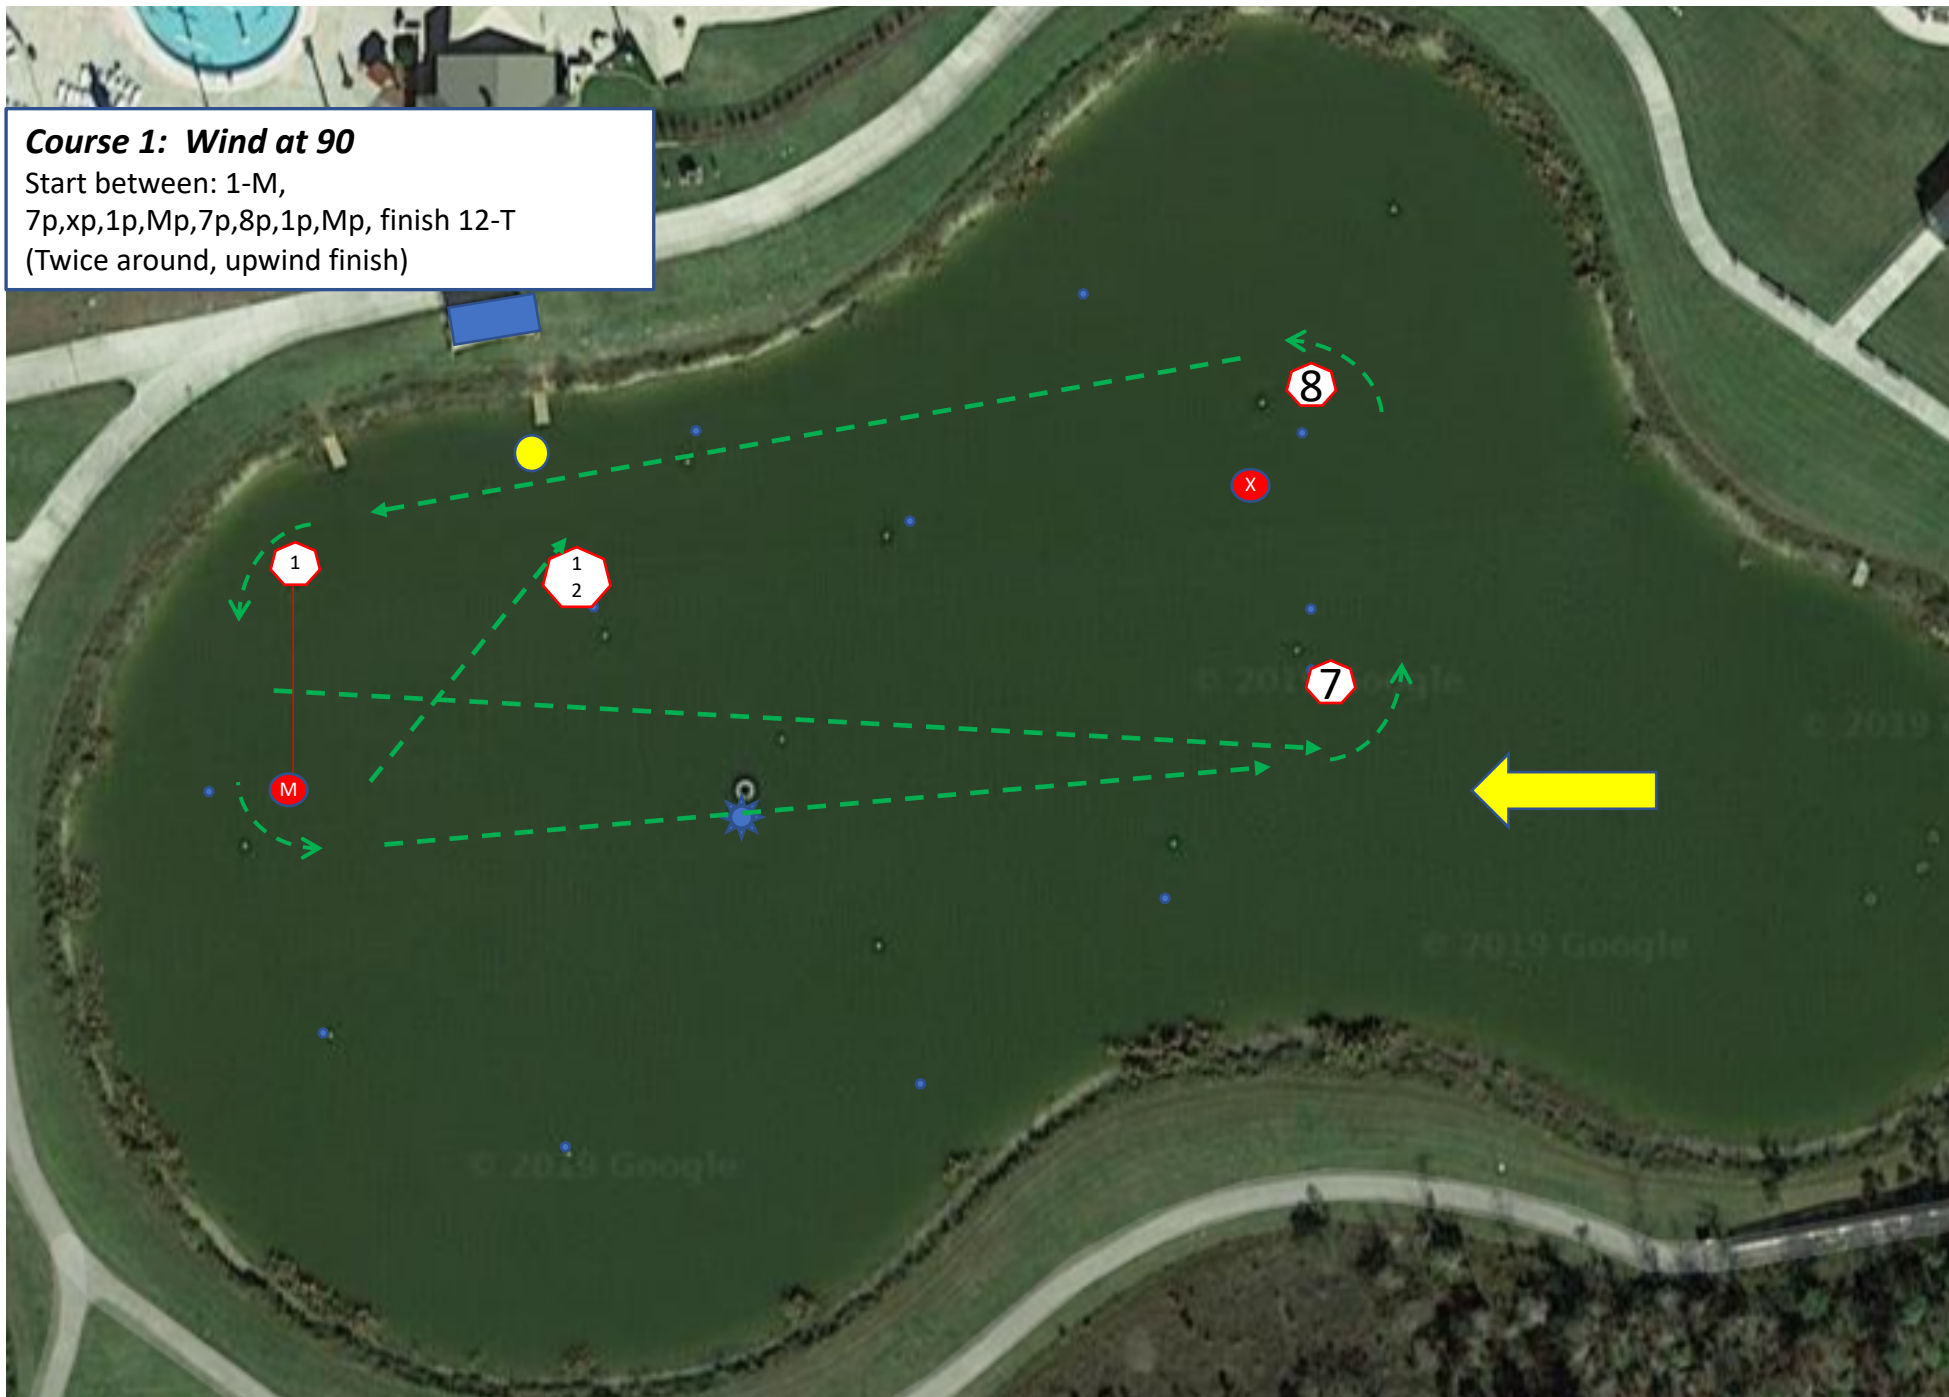 Course 1: Wind at 90
Start between: 1-M,
7p,xp,1p,Mp,7p,8p,1p,Mp, finish 12-T
(Twice around, upwind finish)
8
X
1
1
2
7
© 2019 Google
© 2019
M
© 2019 Google
© 2019 Google